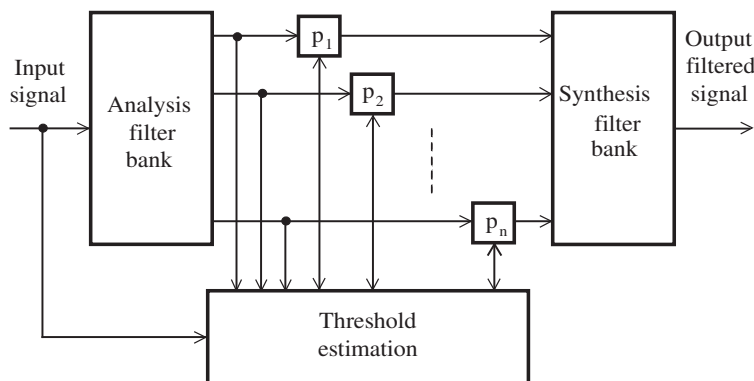 Input
signal
Analysis
filter
bank
p1
p2
pn
Synthesis
filter
bank
Output
filtered
signal
Threshold
estimation